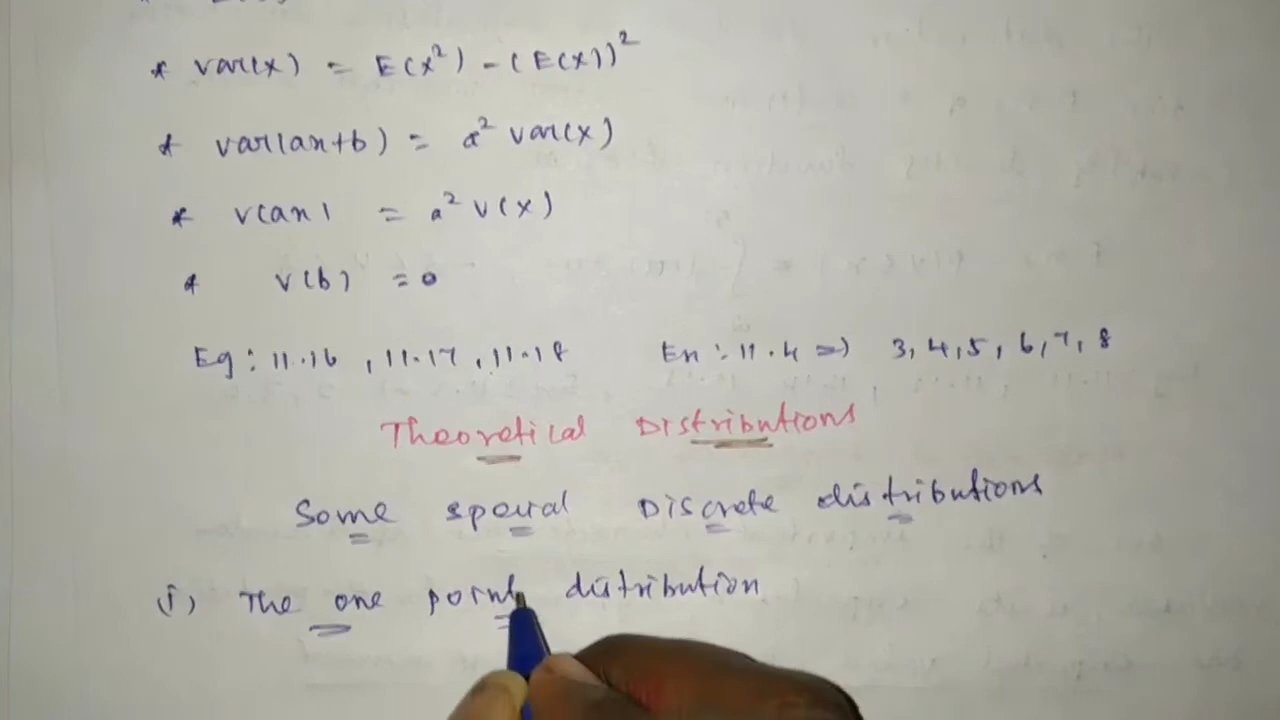 * var(x) = E(x²) - (E(x))²
* var(ax+b) = a² var(x)
* v(ax) = a² v(x)
* v(b) = 0
Eg : 11.16 , 11.17 , 11.18 Ex : 11.4 => 3, 4, 5, 6, 7, 8
Theoretical Distributions
Some special Discrete distributions
(i) The one point distribution